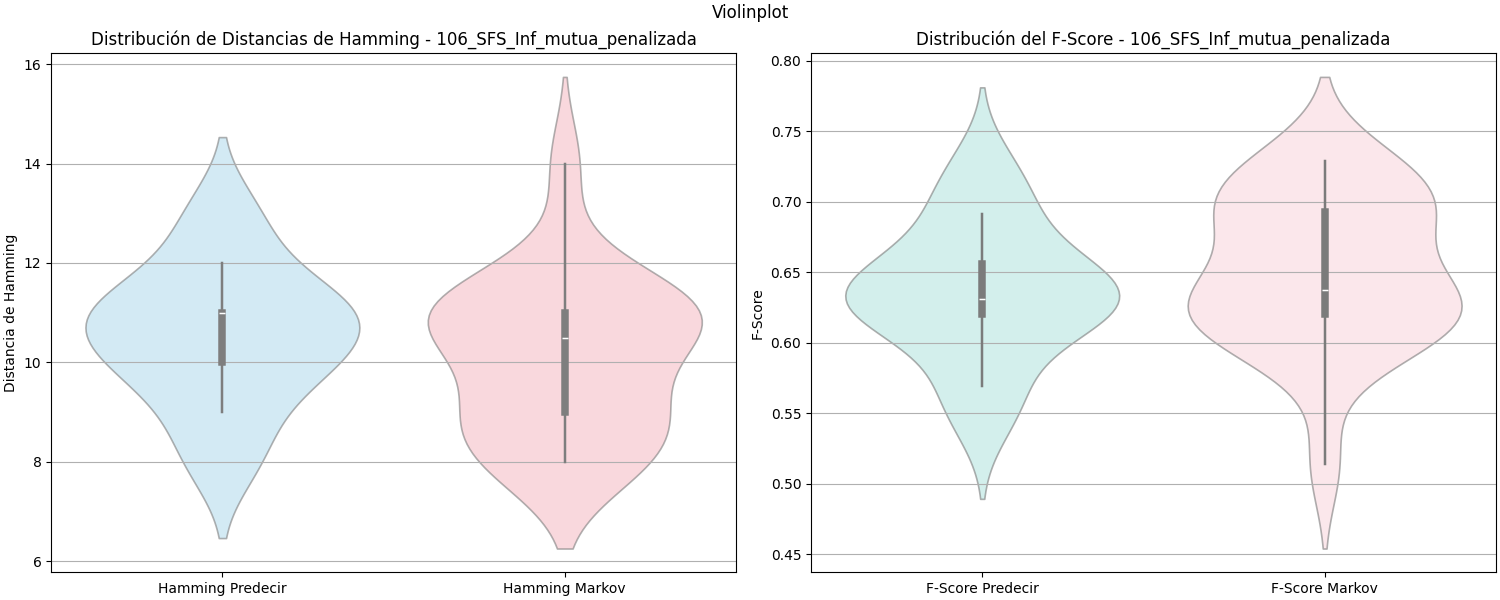 Violinplot
Distribución de Distancias de Hamming - 106_SFS_Inf_mutua_penalizada
Distancia de Hamming
16
14
12
10
8
6
Hamming Predecir
Hamming Markov
Distribución del F-Score - 106_SFS_Inf_mutua_penalizada
F-Score
0.80
0.75
0.70
0.65
0.60
0.55
0.50
0.45
F-Score Predecir
F-Score Markov